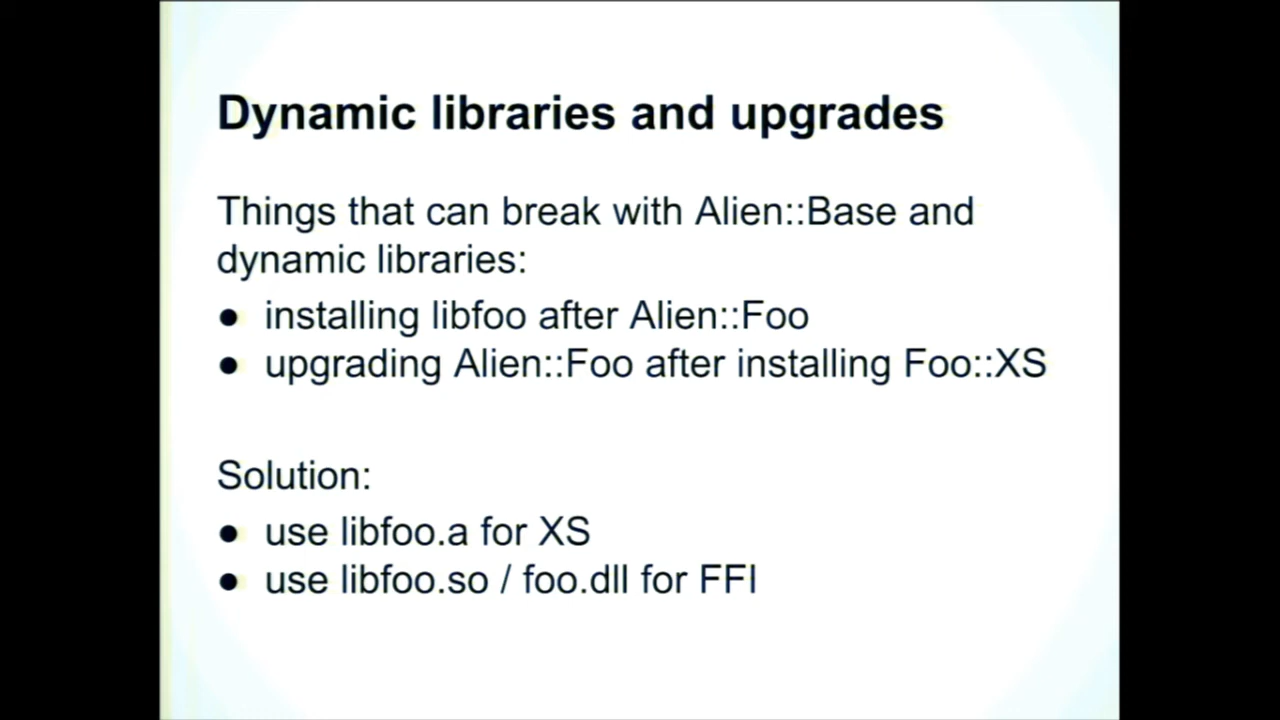 Dynamic libraries and upgrades
Things that can break with Alien::Base and
dynamic libraries:
● installing libfoo after Alien::Foo
● upgrading Alien::Foo after installing Foo::XS
Solution:
● use libfoo.a for XS
● use libfoo.so / foo.dll for FFI